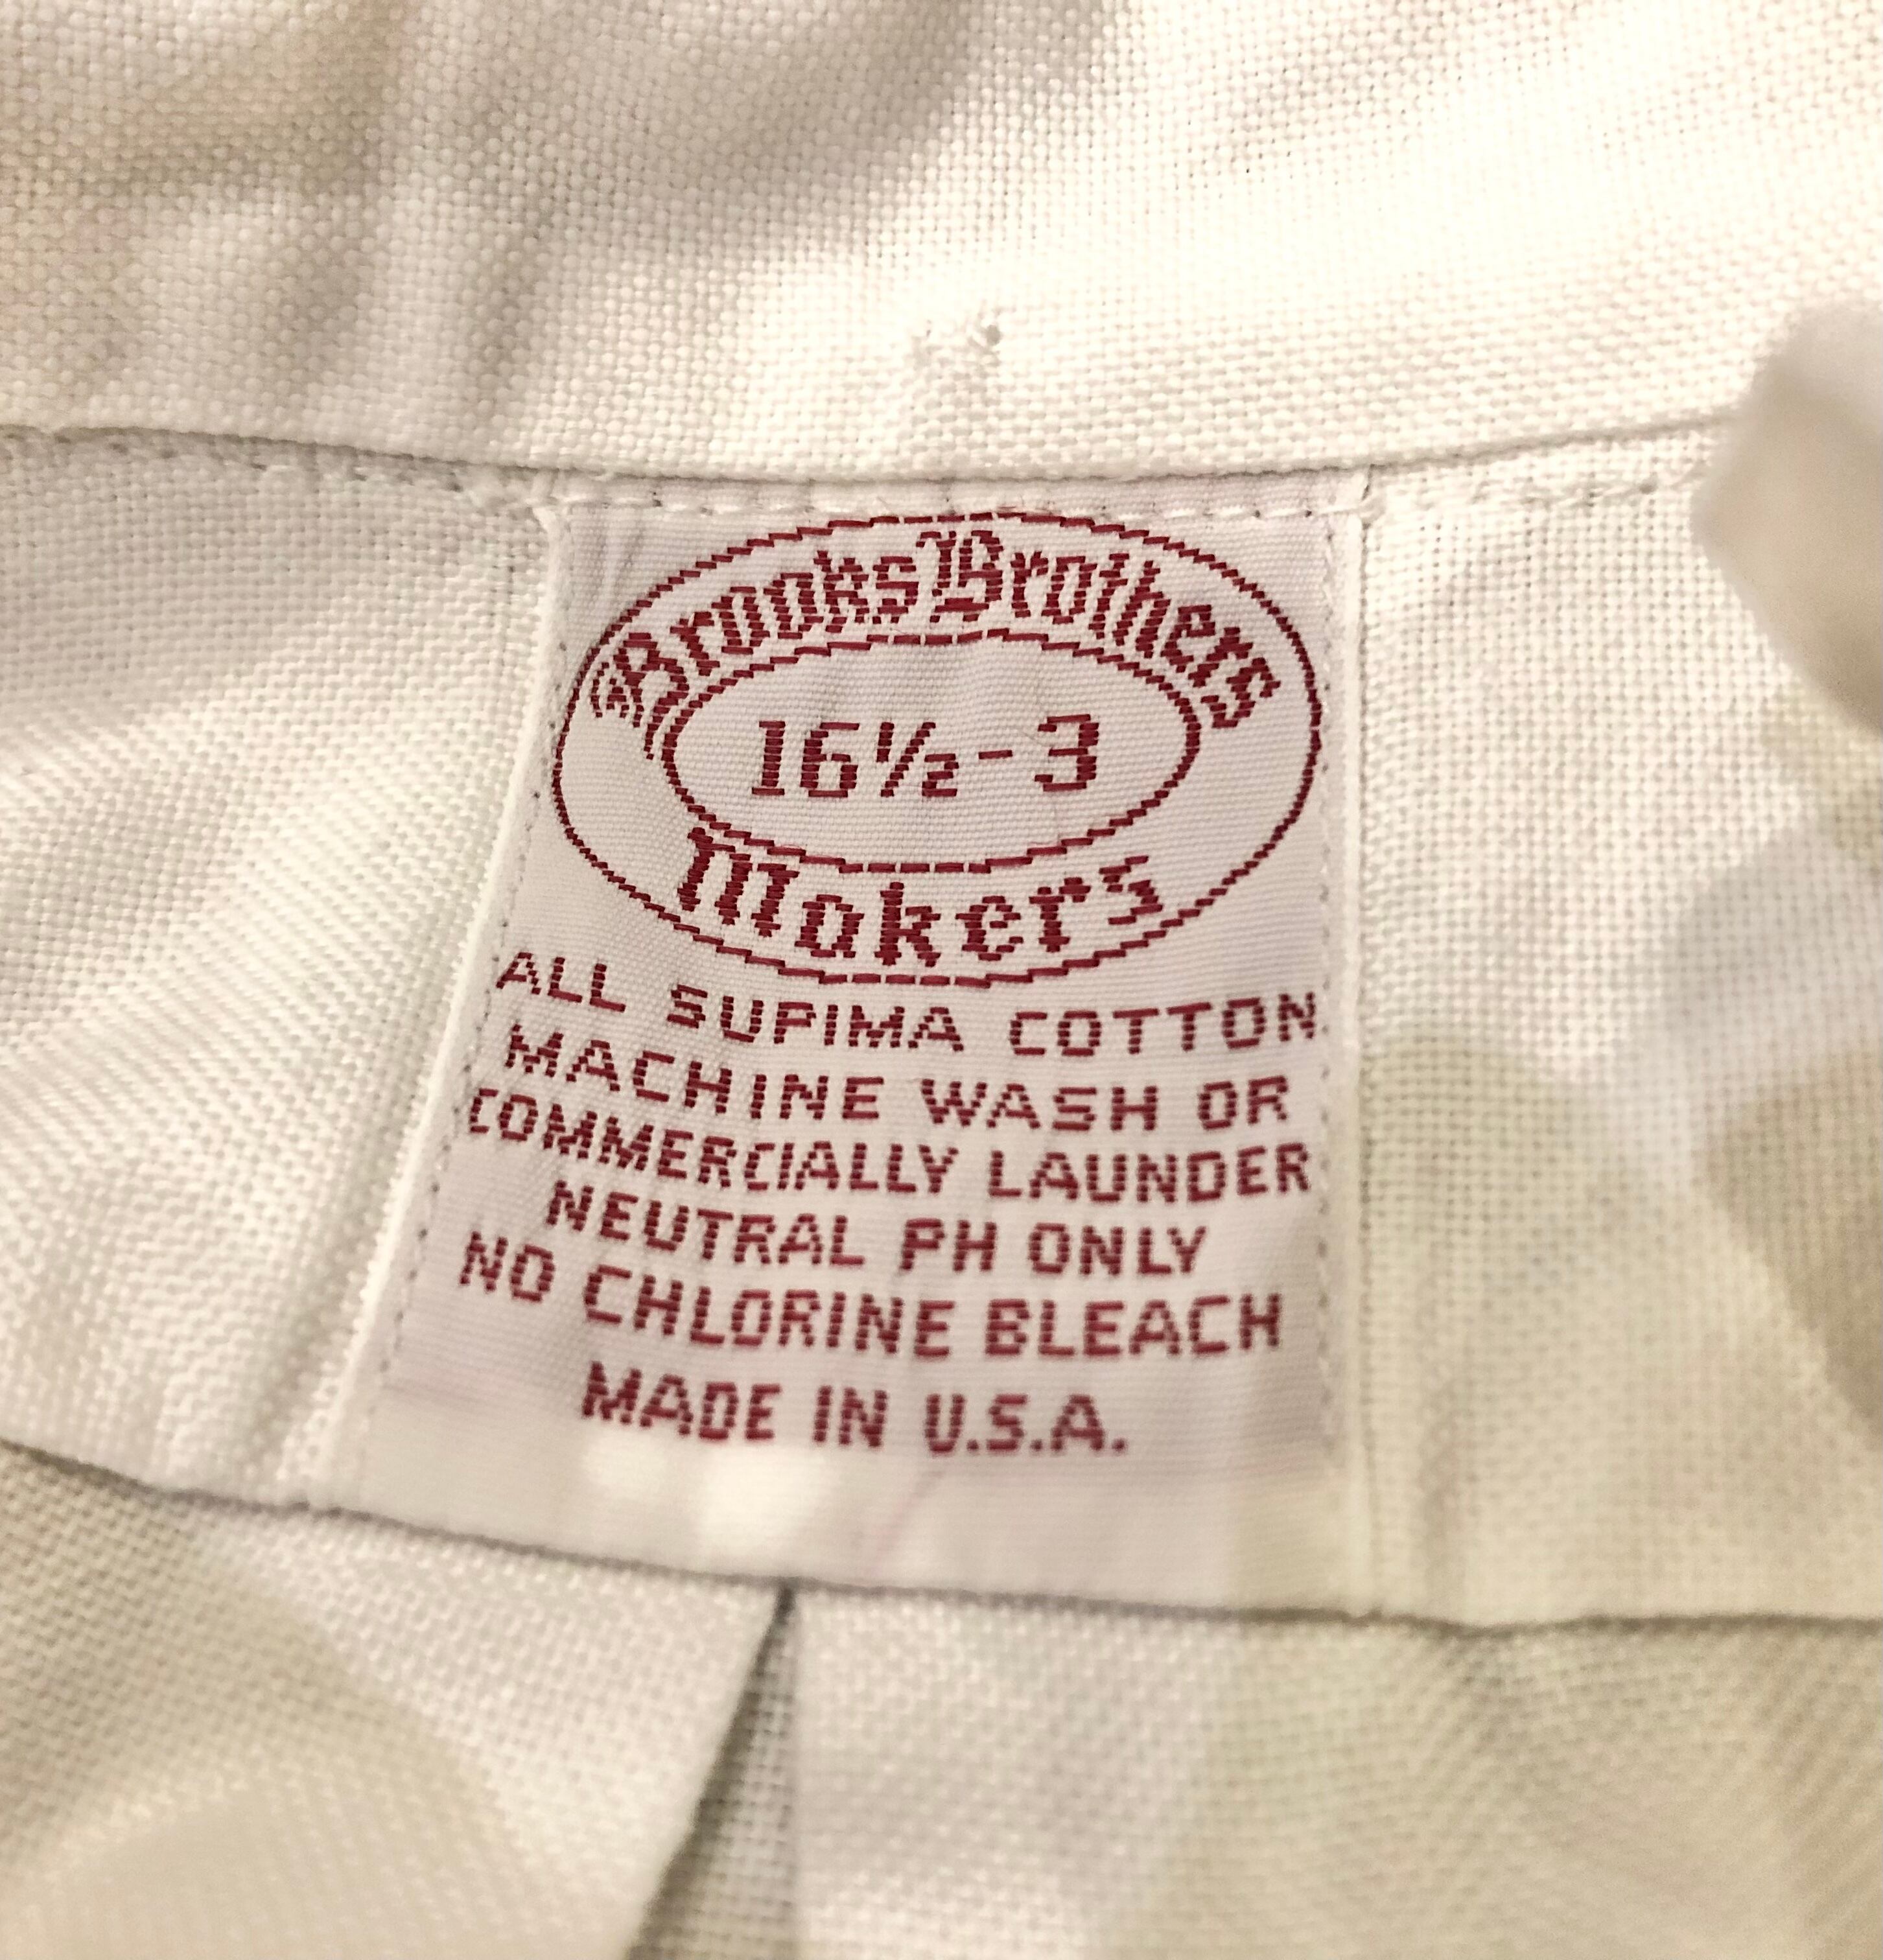 Brooks Brothers
16½-3
Makers
ALL SUPIMA COTTON
MACHINE WASH OR
COMMERCIALLY LAUNDER
NEUTRAL PH ONLY
NO CHLORINE BLEACH
MADE IN U.S.A.